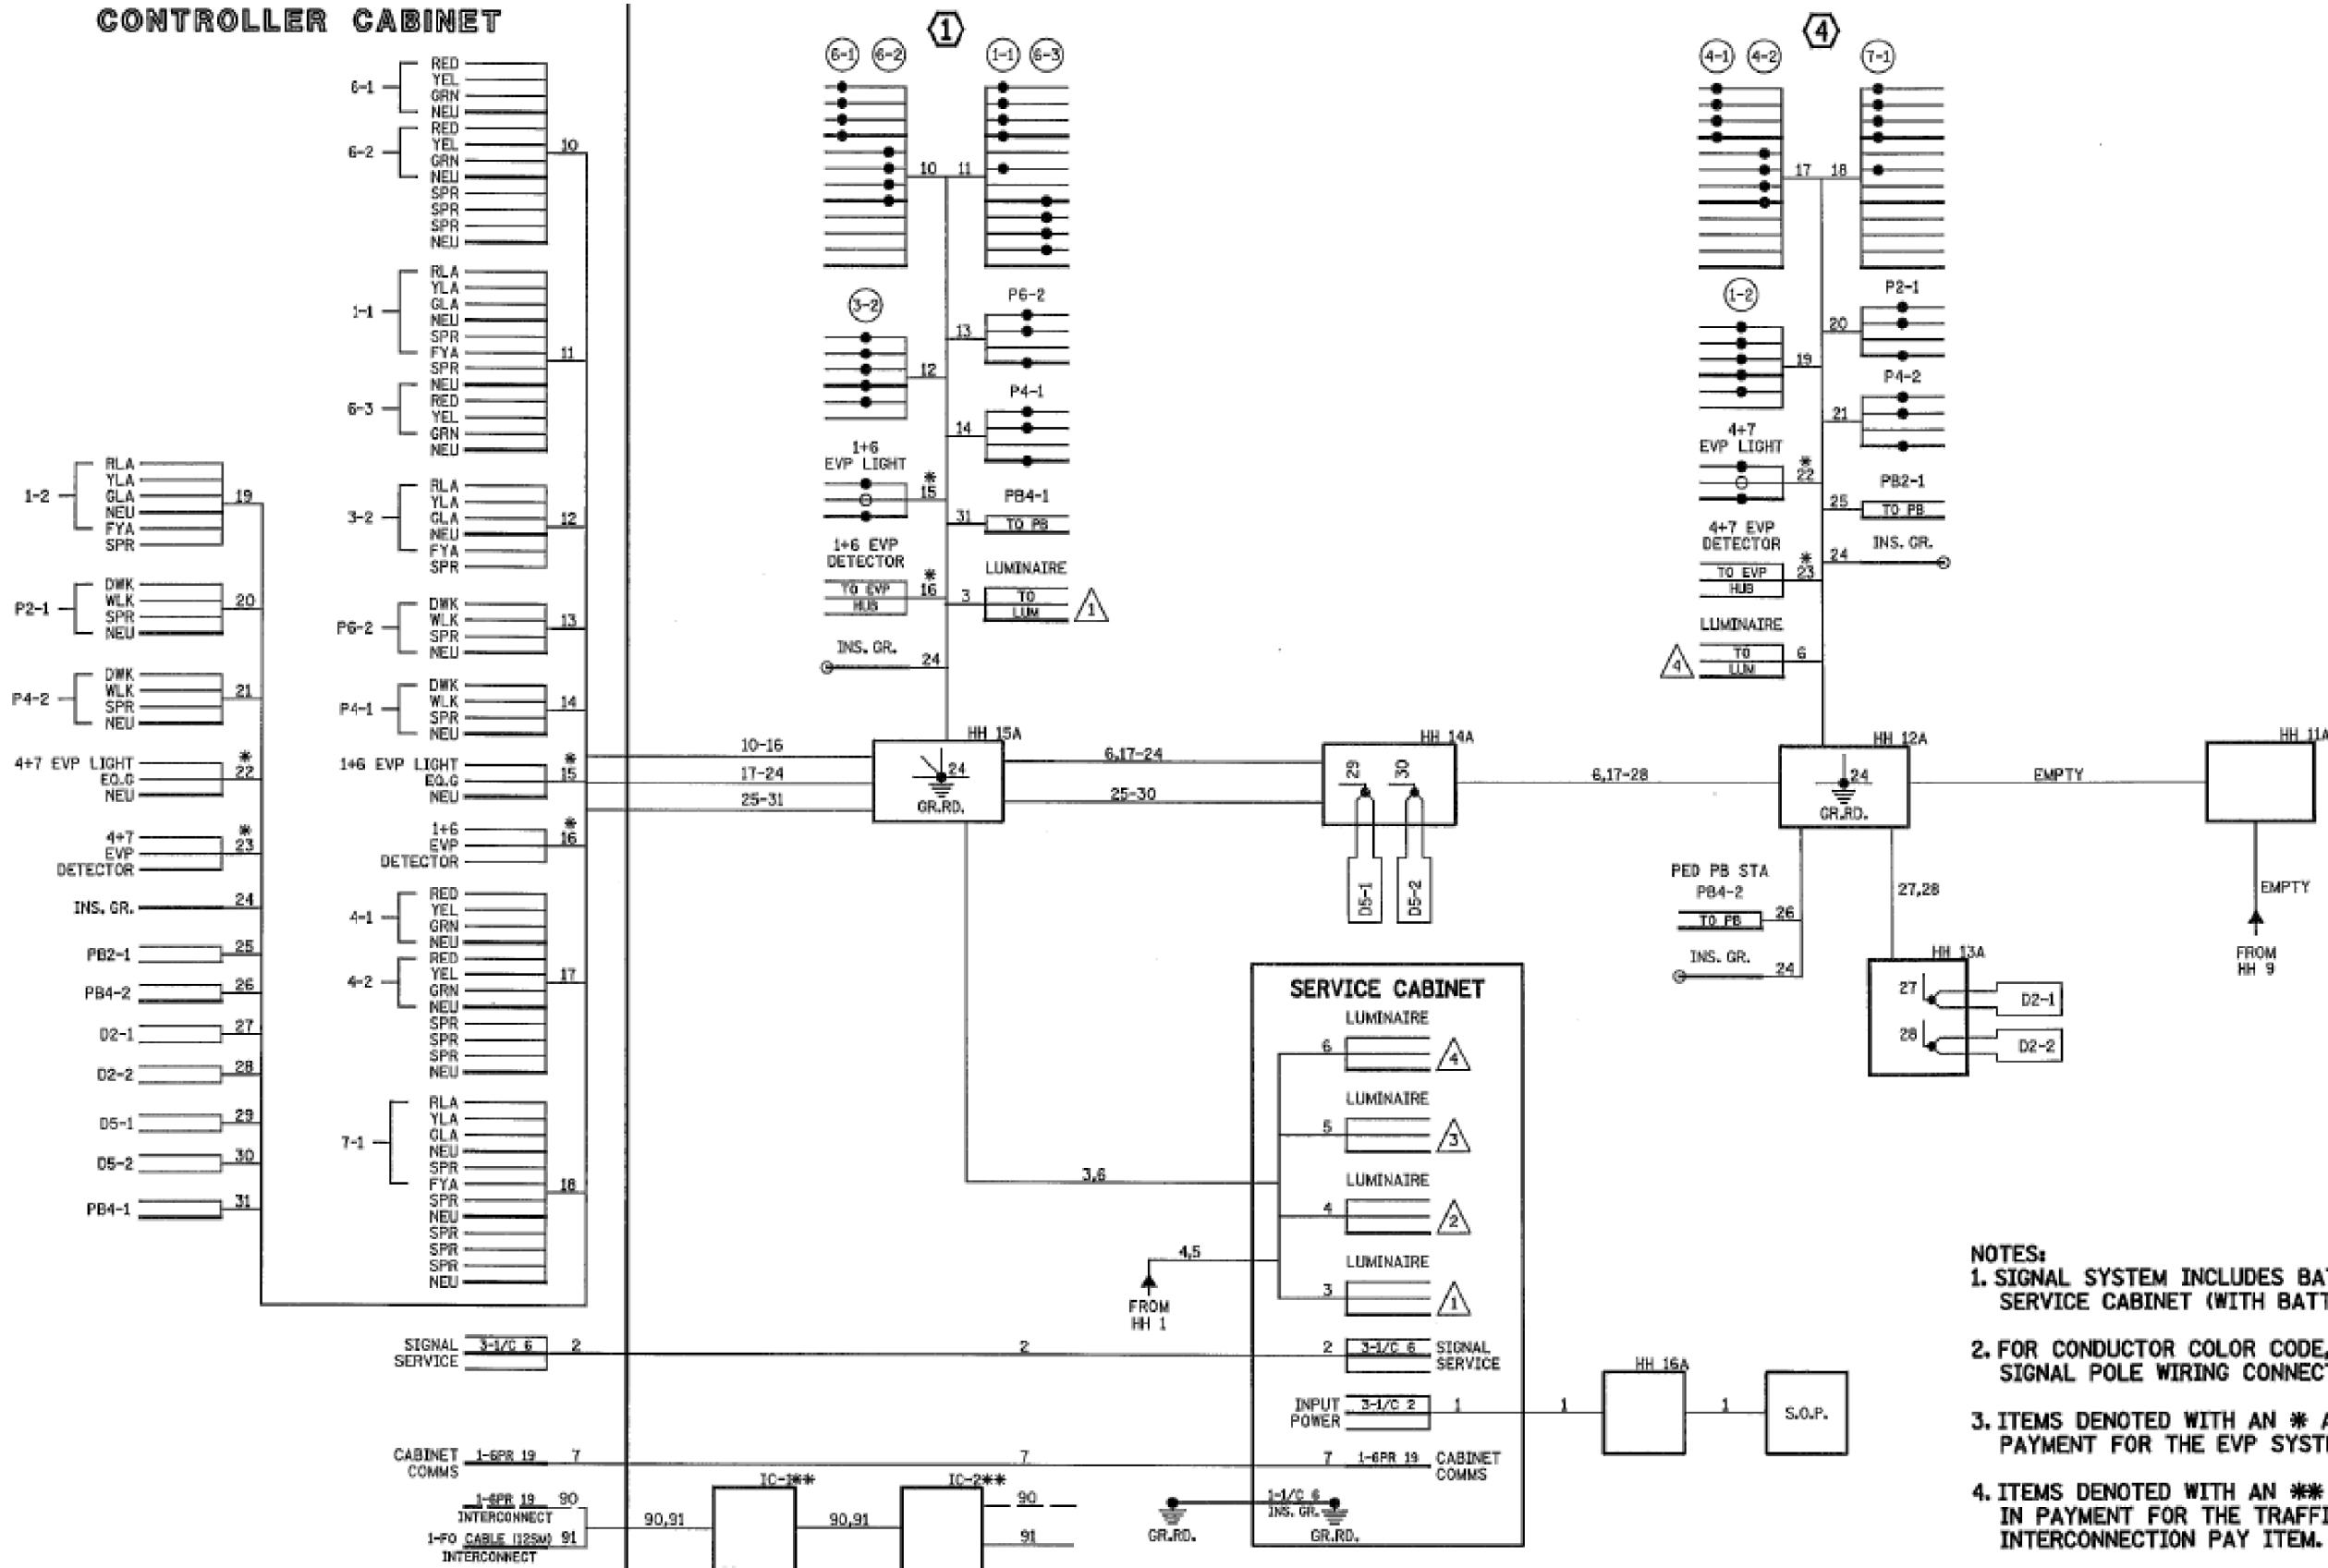 CONTROLLER CABINET
6-1
RED
YEL
GRN
NEU
6-2
RED
YEL
GRN
NEU
SPR
SPR
SPR
NEU
10
1-1
RLA
YLA
GLA
NEU
SPR
FYA
SPR
NEU
6-3
RED
YEL
GRN
NEU
11
3-2
RLA
YLA
GLA
NEU
FYA
SPR
12
P6-2
DWK
WLK
SPR
NEU
13
P4-1
DWK
WLK
SPR
NEU
14
1+6 EVP LIGHT
EQ.G
NEU
*
15
1+6
EVP
DETECTOR
*
16
4-1
RED
YEL
GRN
NEU
4-2
RED
YEL
GRN
NEU
SPR
SPR
SPR
NEU
17
7-1
RLA
YLA
GLA
NEU
SPR
FYA
SPR
NEU
SPR
SPR
SPR
NEU
18
1-2
RLA
YLA
GLA
NEU
FYA
SPR
19
P2-1
DWK
WLK
SPR
NEU
20
P4-2
DWK
WLK
SPR
NEU
21
4+7 EVP LIGHT
EQ.G
NEU
*
22
4+7
EVP
DETECTOR
*
23
INS. GR. 24
PB2-1 25
PB4-2 26
D2-1 27
D2-2 28
D5-1 29
D5-2 30
PB4-1 31
SIGNAL
SERVICE
3-1/C 6 2
CABINET
COMMS
1-6PR 19 7
1-6PR 19 90
INTERCONNECT
1-FO CABLE (12SM) 91
INTERCONNECT
90,91
IC-1**
90,91
IC-2**
90
91
1
6-1 6-2 1-1 6-3
10 11
3-2
12
P6-2
13
P4-1
14
1+6
EVP LIGHT
*
15
PB4-1
31 TO PB
1+6 EVP
DETECTOR
TO EVP
HUB
*
16
LUMINAIRE
3 TO
LUM
1
INS. GR.
24
10-16
17-24
25-31
HH 15A
24
GR.RD.
6,17-24
25-30
HH 14A
29 30
D5-1 D5-2
6,17-28
4
4-1 4-2 7-1
17 18
1-2
19
P2-1
20
P4-2
21
4+7
EVP LIGHT
*
22
PB2-1
25 TO PB
4+7 EVP
DETECTOR
TO EVP
HUB
*
23
INS. GR.
24
LUMINAIRE
4 TO
LUM
6
HH 12A
24
GR.RD.
EMPTY
HH 11A
EMPTY
FROM
HH 9
PED PB STA
PB4-2
TO PB 26
INS. GR.
24
27,28
HH 13A
27 D2-1
28 D2-2
3,6
4,5
FROM
HH 1
SERVICE CABINET
LUMINAIRE
6 4
LUMINAIRE
5 3
LUMINAIRE
4 2
LUMINAIRE
3 1
2
2 3-1/C 6 SIGNAL
SERVICE
INPUT
POWER
3-1/C 2 1
1
HH 16A
1
S.O.P.
7
7 1-6PR 19 CABINET
COMMS
1-1/C 6
INS. GR.
GR.RD.
GR.RD.
NOTES:
1. SIGNAL SYSTEM INCLUDES BAT
SERVICE CABINET (WITH BATT
2. FOR CONDUCTOR COLOR CODE,
SIGNAL POLE WIRING CONNECT
3. ITEMS DENOTED WITH AN * A
PAYMENT FOR THE EVP SYSTE
4. ITEMS DENOTED WITH AN **
IN PAYMENT FOR THE TRAFFI
INTERCONNECTION PAY ITEM.